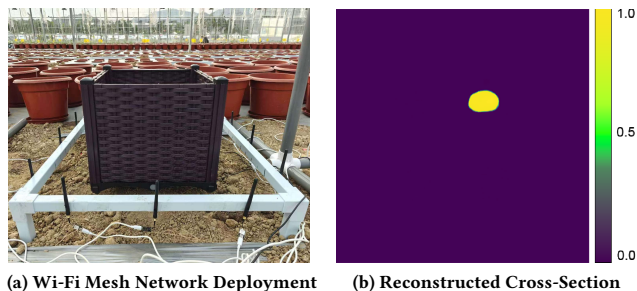 1.0
0.5
0.0
(a) Wi-Fi Mesh Network Deployment
(b) Reconstructed Cross-Section